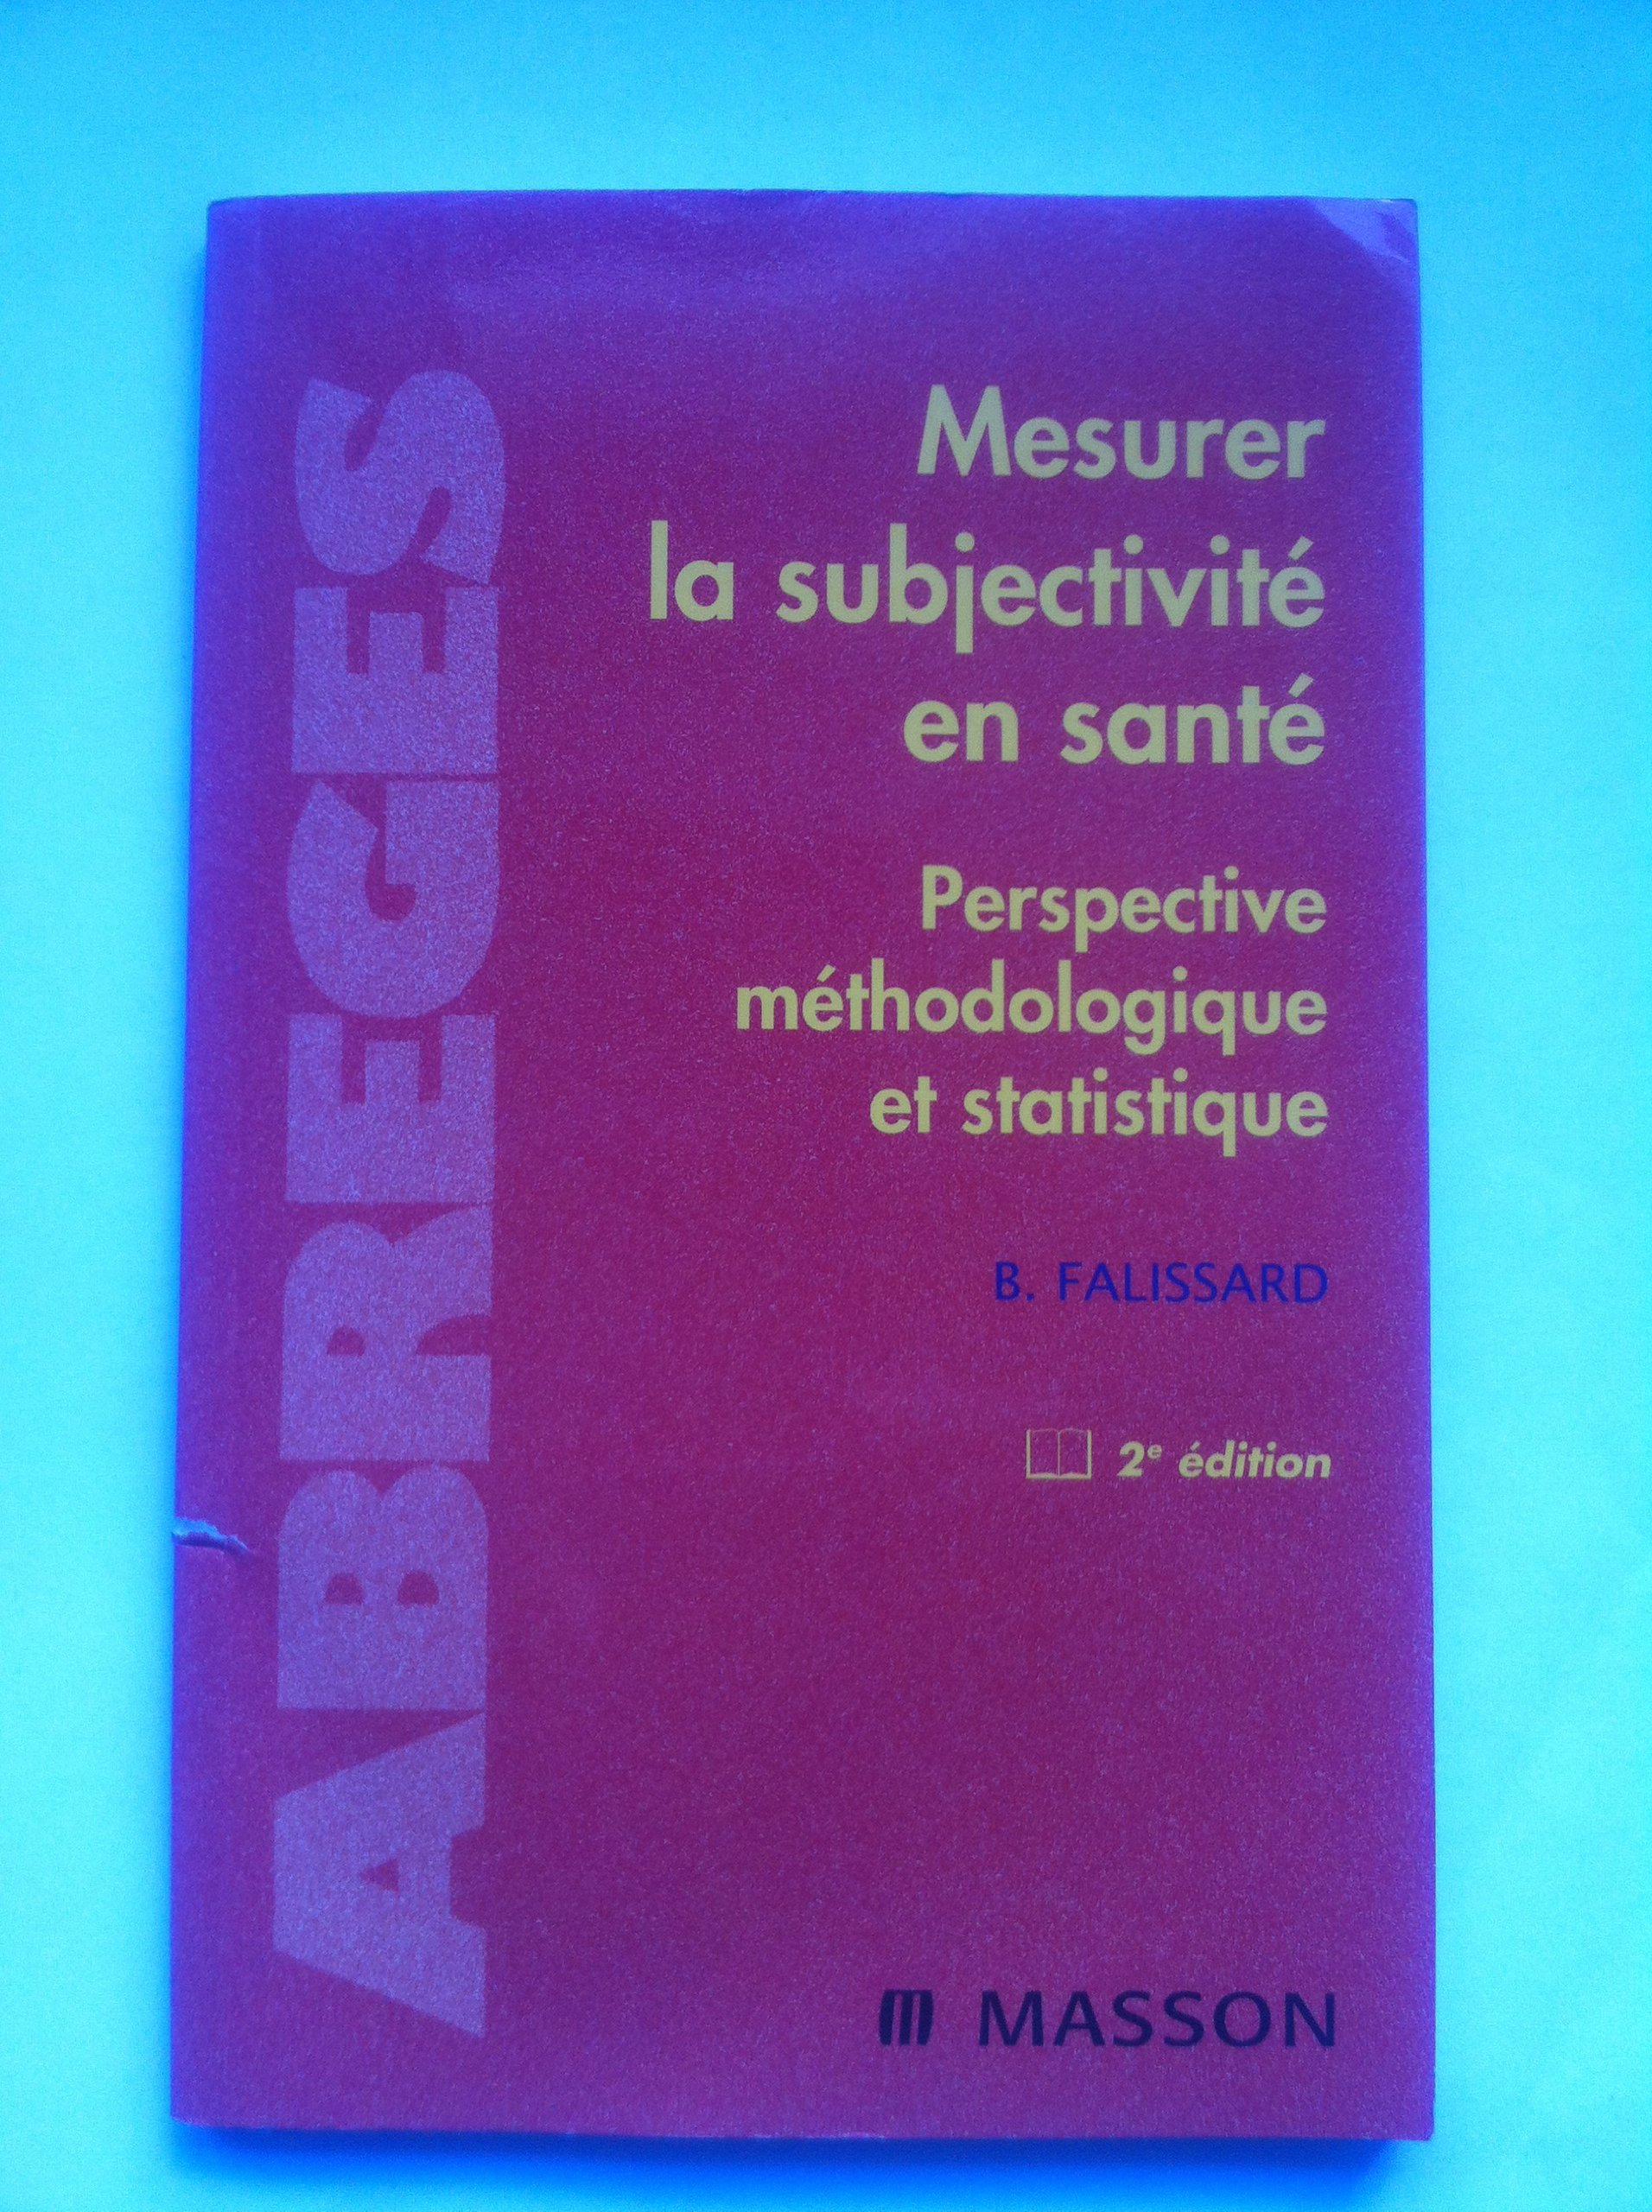 ABREGES
Mesurer
la subjectivité
en santé
Perspective
méthodologique
et statistique
B. FALISSARD
2e édition
m MASSON